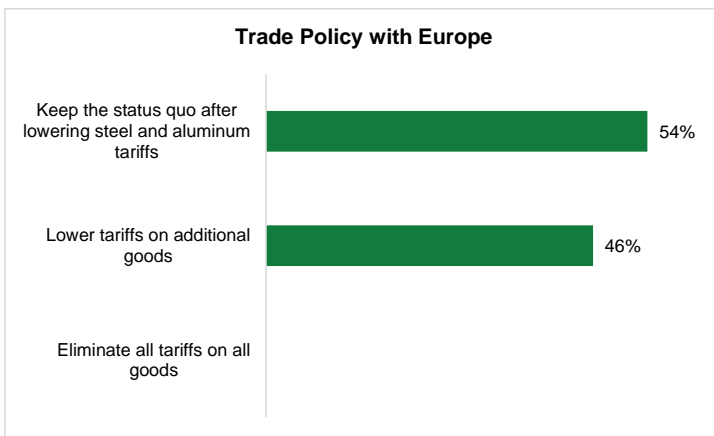 Trade Policy with Europe
Keep the status quo after
lowering steel and aluminum
tariffs
54%
Lower tariffs on additional
goods
46%
Eliminate all tariffs on all
goods